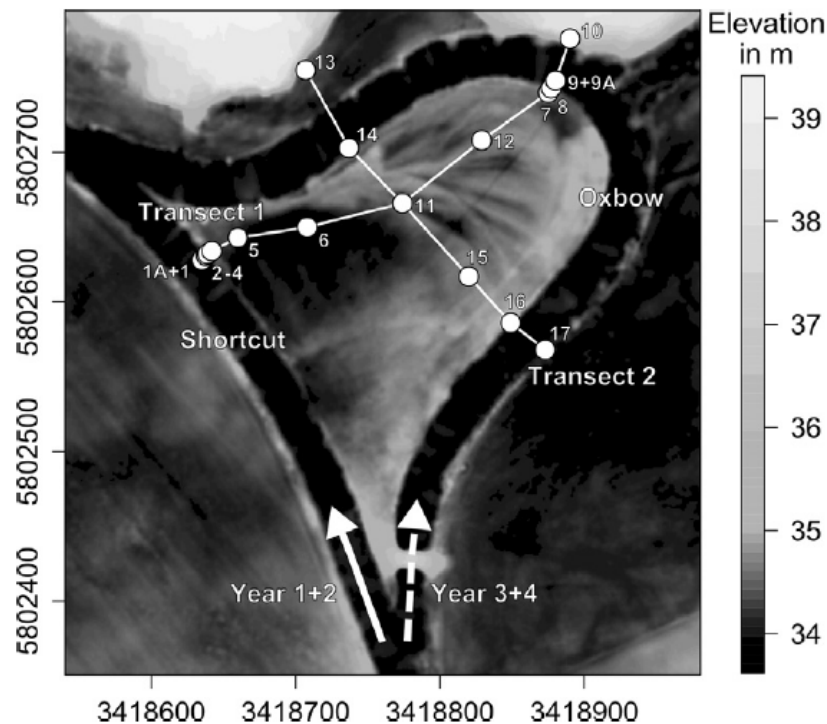 Elevation
in m
39
38
37
36
35
34
5802700
5802600
5802500
5802400
3418600
3418700
3418800
3418900
10
13
9+9A
8
7
14
12
Transect 1
11
Oxbow
5
6
1A+1
2-4
15
16
17
Shortcut
Transect 2
Year 1+2
Year 3+4